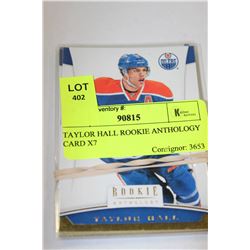 LOT
402
ventory #:
90815
TAYLOR HALL ROOKIE ANTHOLOGY
CARD X7
Consignor: 3653
ROOKIE
ANTHOLOGY
TAYLOR HALL